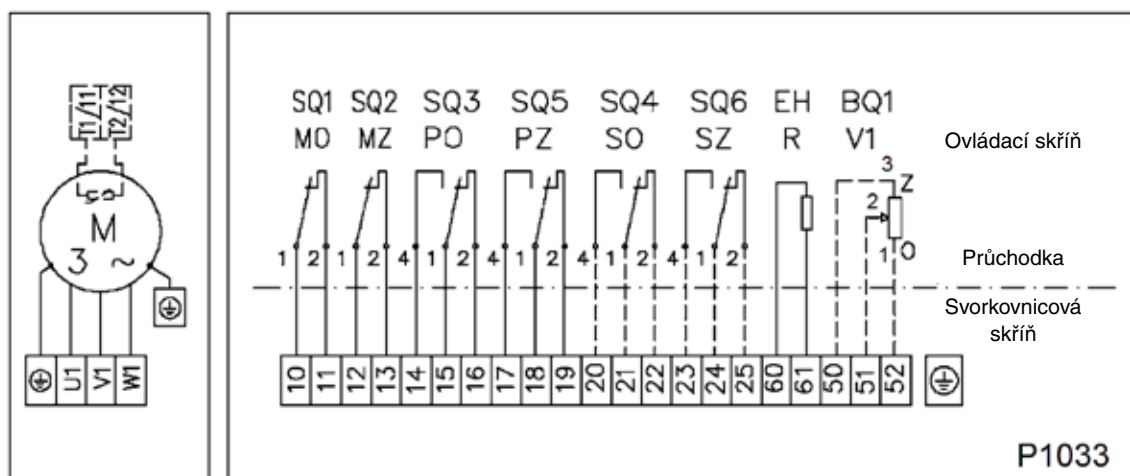 T1/11
T2/12
M
3 ~
U1 V1 W1
SQ1 SQ2 SQ3 SQ5 SQ4 SQ6 EH BQ1
MO MZ PO PZ SO SZ R V1
Ovládací skříň
3 Z
2
1 2 1 2 4 1 2 4 1 2 4 1 2 4 1 2 1 O
Průchodka
Svorkovnicová
skříň
10 11 12 13 14 15 16 17 18 19 20 21 22 23 24 25 60 61 50 51 52
P1033